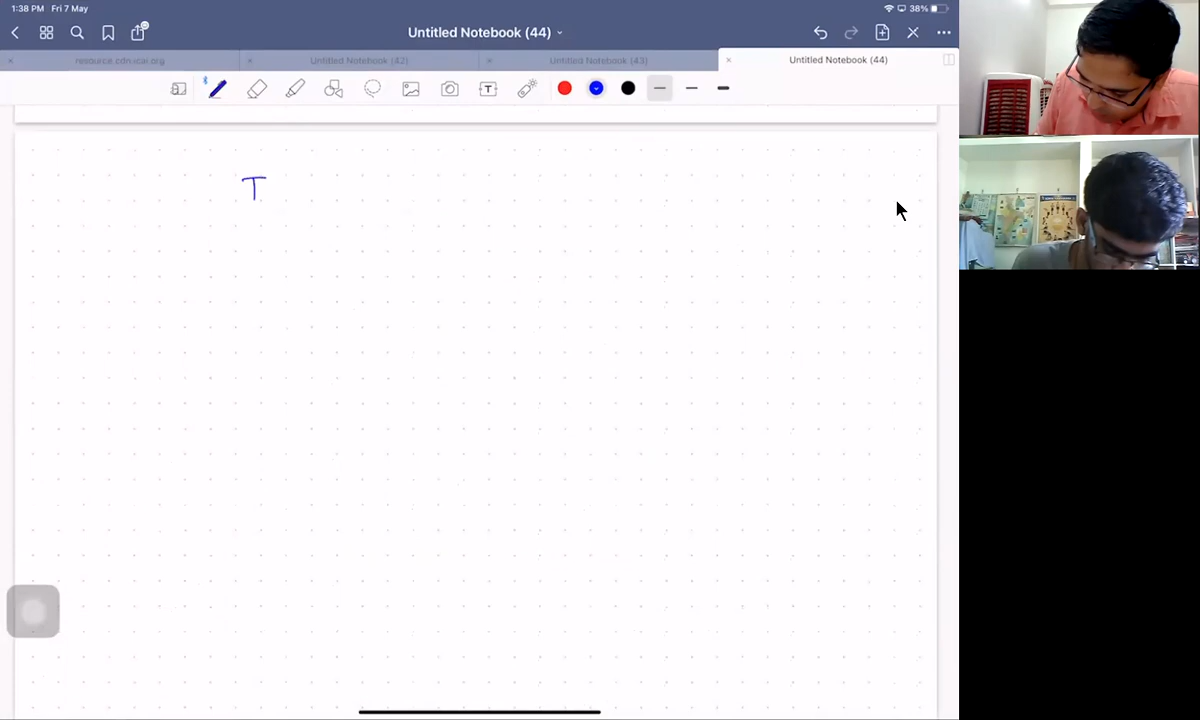 1:38 PM Fri 7 May
38%
Untitled Notebook (44)
resource.cdn.icai.org
Untitled Notebook (42)
Untitled Notebook (43)
Untitled Notebook (44)
T
T